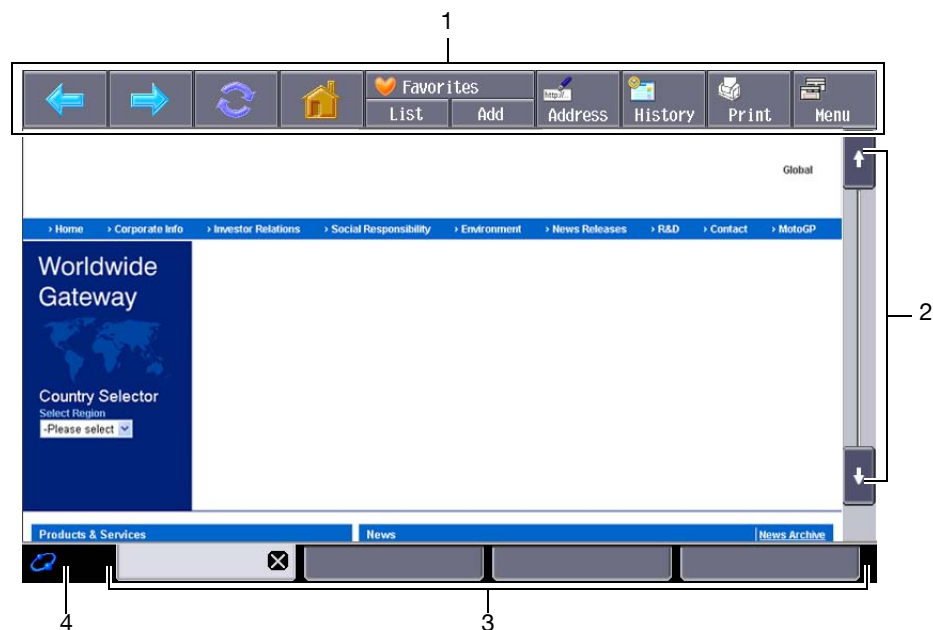 1
Favorites
List Add Address History Print Menu
http://...
2
Global
› Home › Corporate Info › Investor Relations › Social Responsibility › Environment › News Releases › R&D › Contact › MotoGP
Worldwide
Gateway
Country Selector
Select Region
-Please select
Products & Services News News Archive
4 3